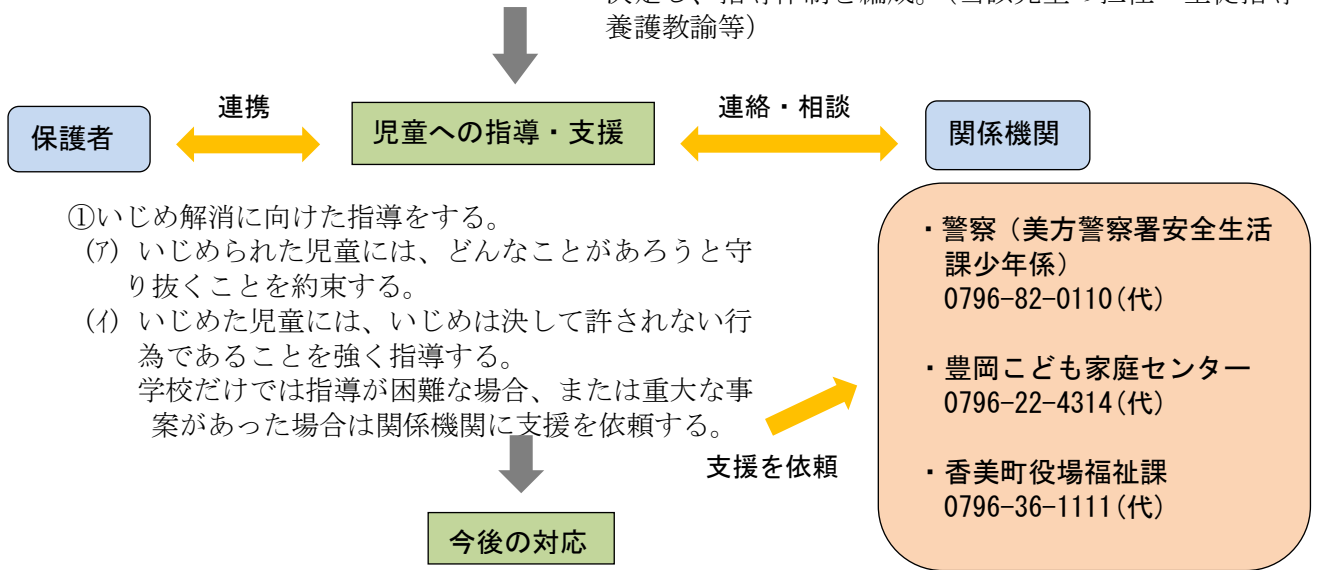 養護教諭等）
連携
連絡・相談
保護者
児童への指導・支援
関係機関
①いじめ解消に向けた指導をする。
(ｱ) いじめられた児童には、どんなことがあろうと守
り抜くことを約束する。
(ｲ) いじめた児童には、いじめは決して許されない行
為であることを強く指導する。
学校だけでは指導が困難な場合、または重大な事
案があった場合は関係機関に支援を依頼する。
支援を依頼
・警察（美方警察署安全生活
課少年係）
0796-82-0110(代)
・豊岡こども家庭センター
0796-22-4314(代)
・香美町役場福祉課
0796-36-1111(代)
今後の対応